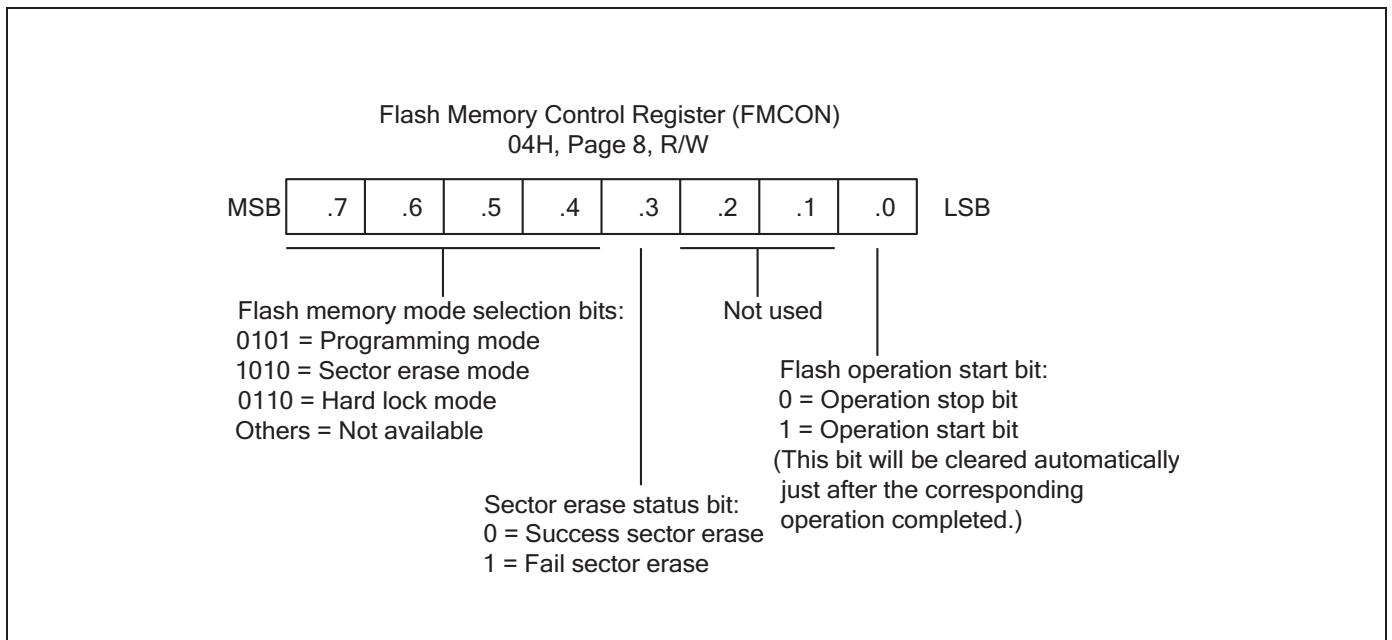 Flash Memory Control Register (FMCON)
04H, Page 8, R/W
MSB .7 .6 .5 .4 .3 .2 .1 .0 LSB
Flash memory mode selection bits:
0101 = Programming mode
1010 = Sector erase mode
0110 = Hard lock mode
Others = Not available
Not used
Flash operation start bit:
0 = Operation stop bit
1 = Operation start bit
(This bit will be cleared automatically
just after the corresponding
operation completed.)
Sector erase status bit:
0 = Success sector erase
1 = Fail sector erase